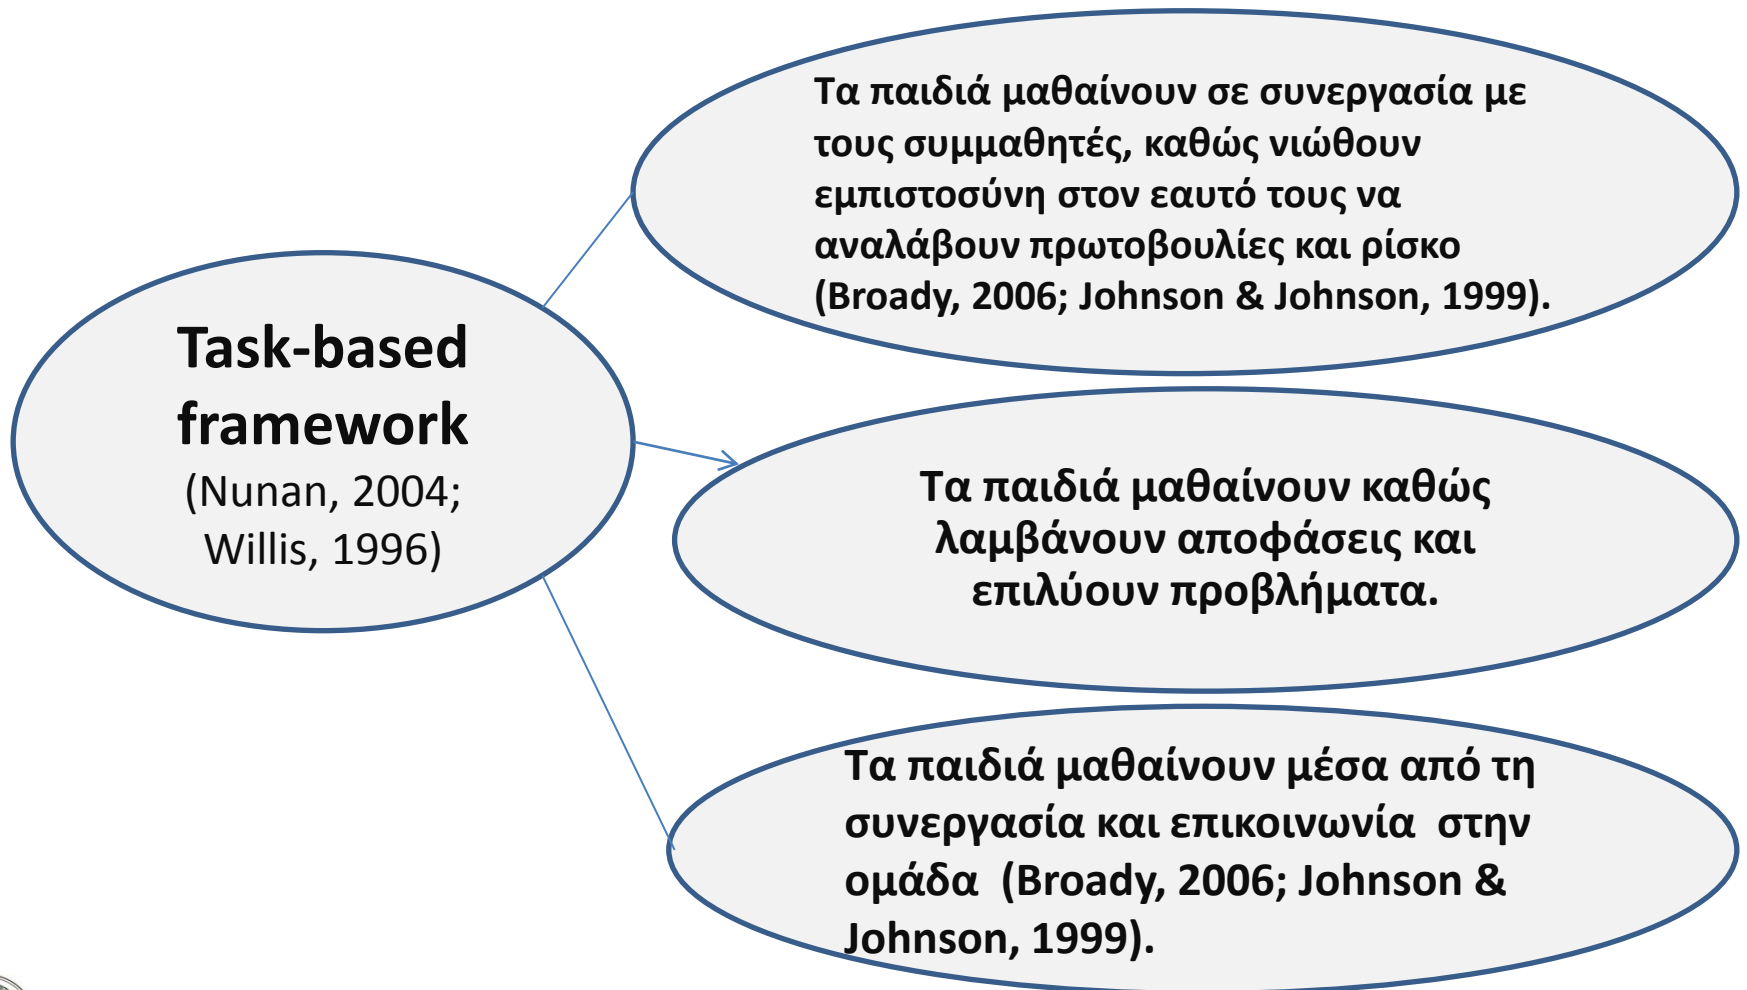 Task-based
framework
(Nunan, 2004;
Willis, 1996)
Τα παιδιά μαθαίνουν σε συνεργασία με
τους συμμαθητές, καθώς νιώθουν
εμπιστοσύνη στον εαυτό τους να
αναλάβουν πρωτοβουλίες και ρίσκο
(Broady, 2006; Johnson & Johnson, 1999).
Τα παιδιά μαθαίνουν καθώς
λαμβάνουν αποφάσεις και
επιλύουν προβλήματα.
Τα παιδιά μαθαίνουν μέσα από τη
συνεργασία και επικοινωνία στην
ομάδα (Broady, 2006; Johnson &
Johnson, 1999).